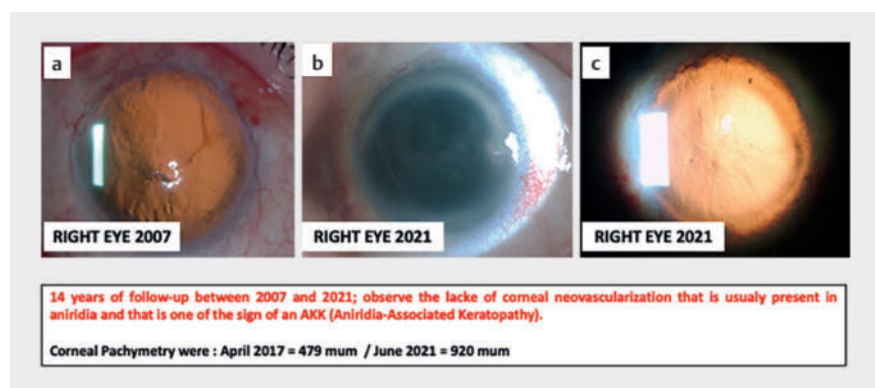 a
b
c
RIGHT EYE 2007
RIGHT EYE 2021
RIGHT EYE 2021
14 years of follow-up between 2007 and 2021; observe the lacke of corneal neovascularization that is usualy present in
aniridia and that is one of the sign of an AKK (Aniridia-Associated Keratopathy).
Corneal Pachymetry were : April 2017 = 479 mum / June 2021 = 920 mum